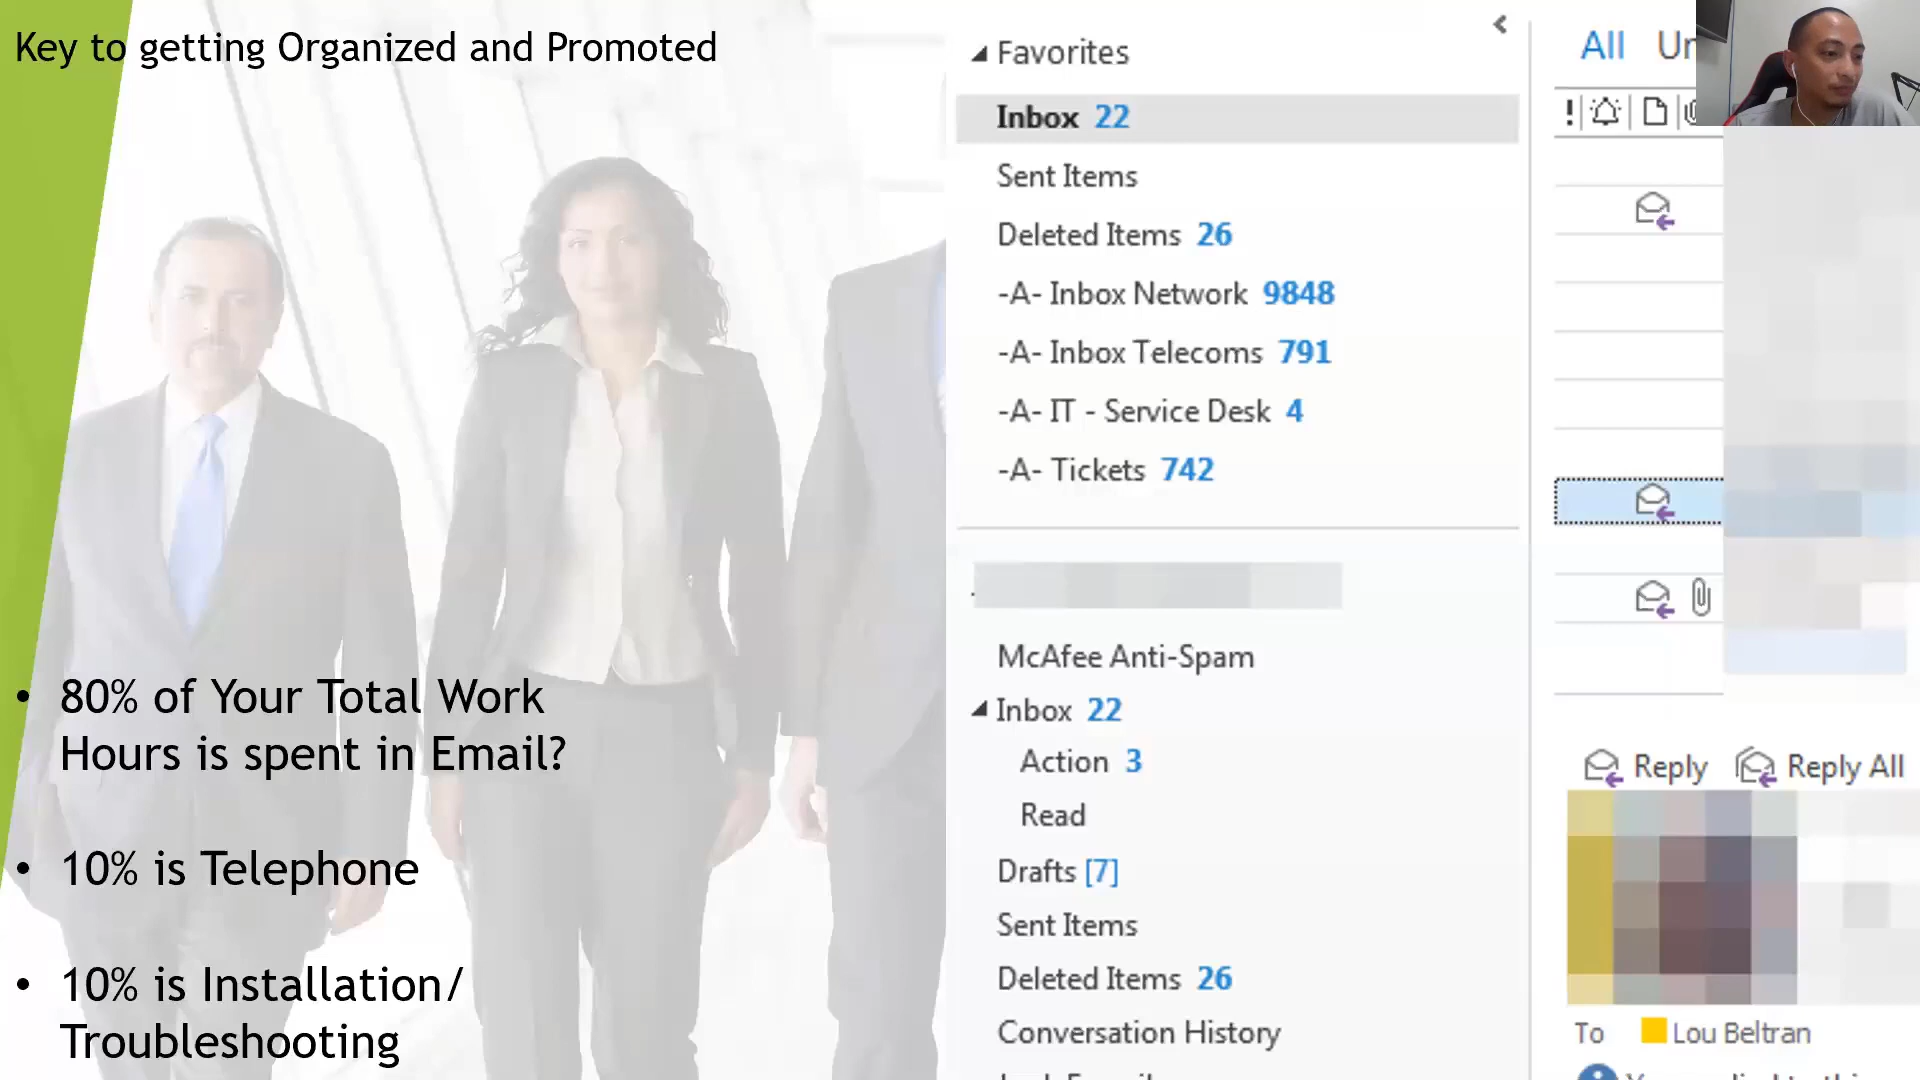 Key to getting Organized and Promoted
• 80% of Your Total Work
Hours is spent in Email?
• 10% is Telephone
• 10% is Installation/
Troubleshooting
Favorites
Inbox 22
Sent Items
Deleted Items 26
-A- Inbox Network 9848
-A- Inbox Telecoms 791
-A- IT - Service Desk 4
-A- Tickets 742
McAfee Anti-Spam
Inbox 22
Action 3
Read
Drafts [7]
Sent Items
Deleted Items 26
Conversation History
All Un
Reply Reply All
To Lou Beltran